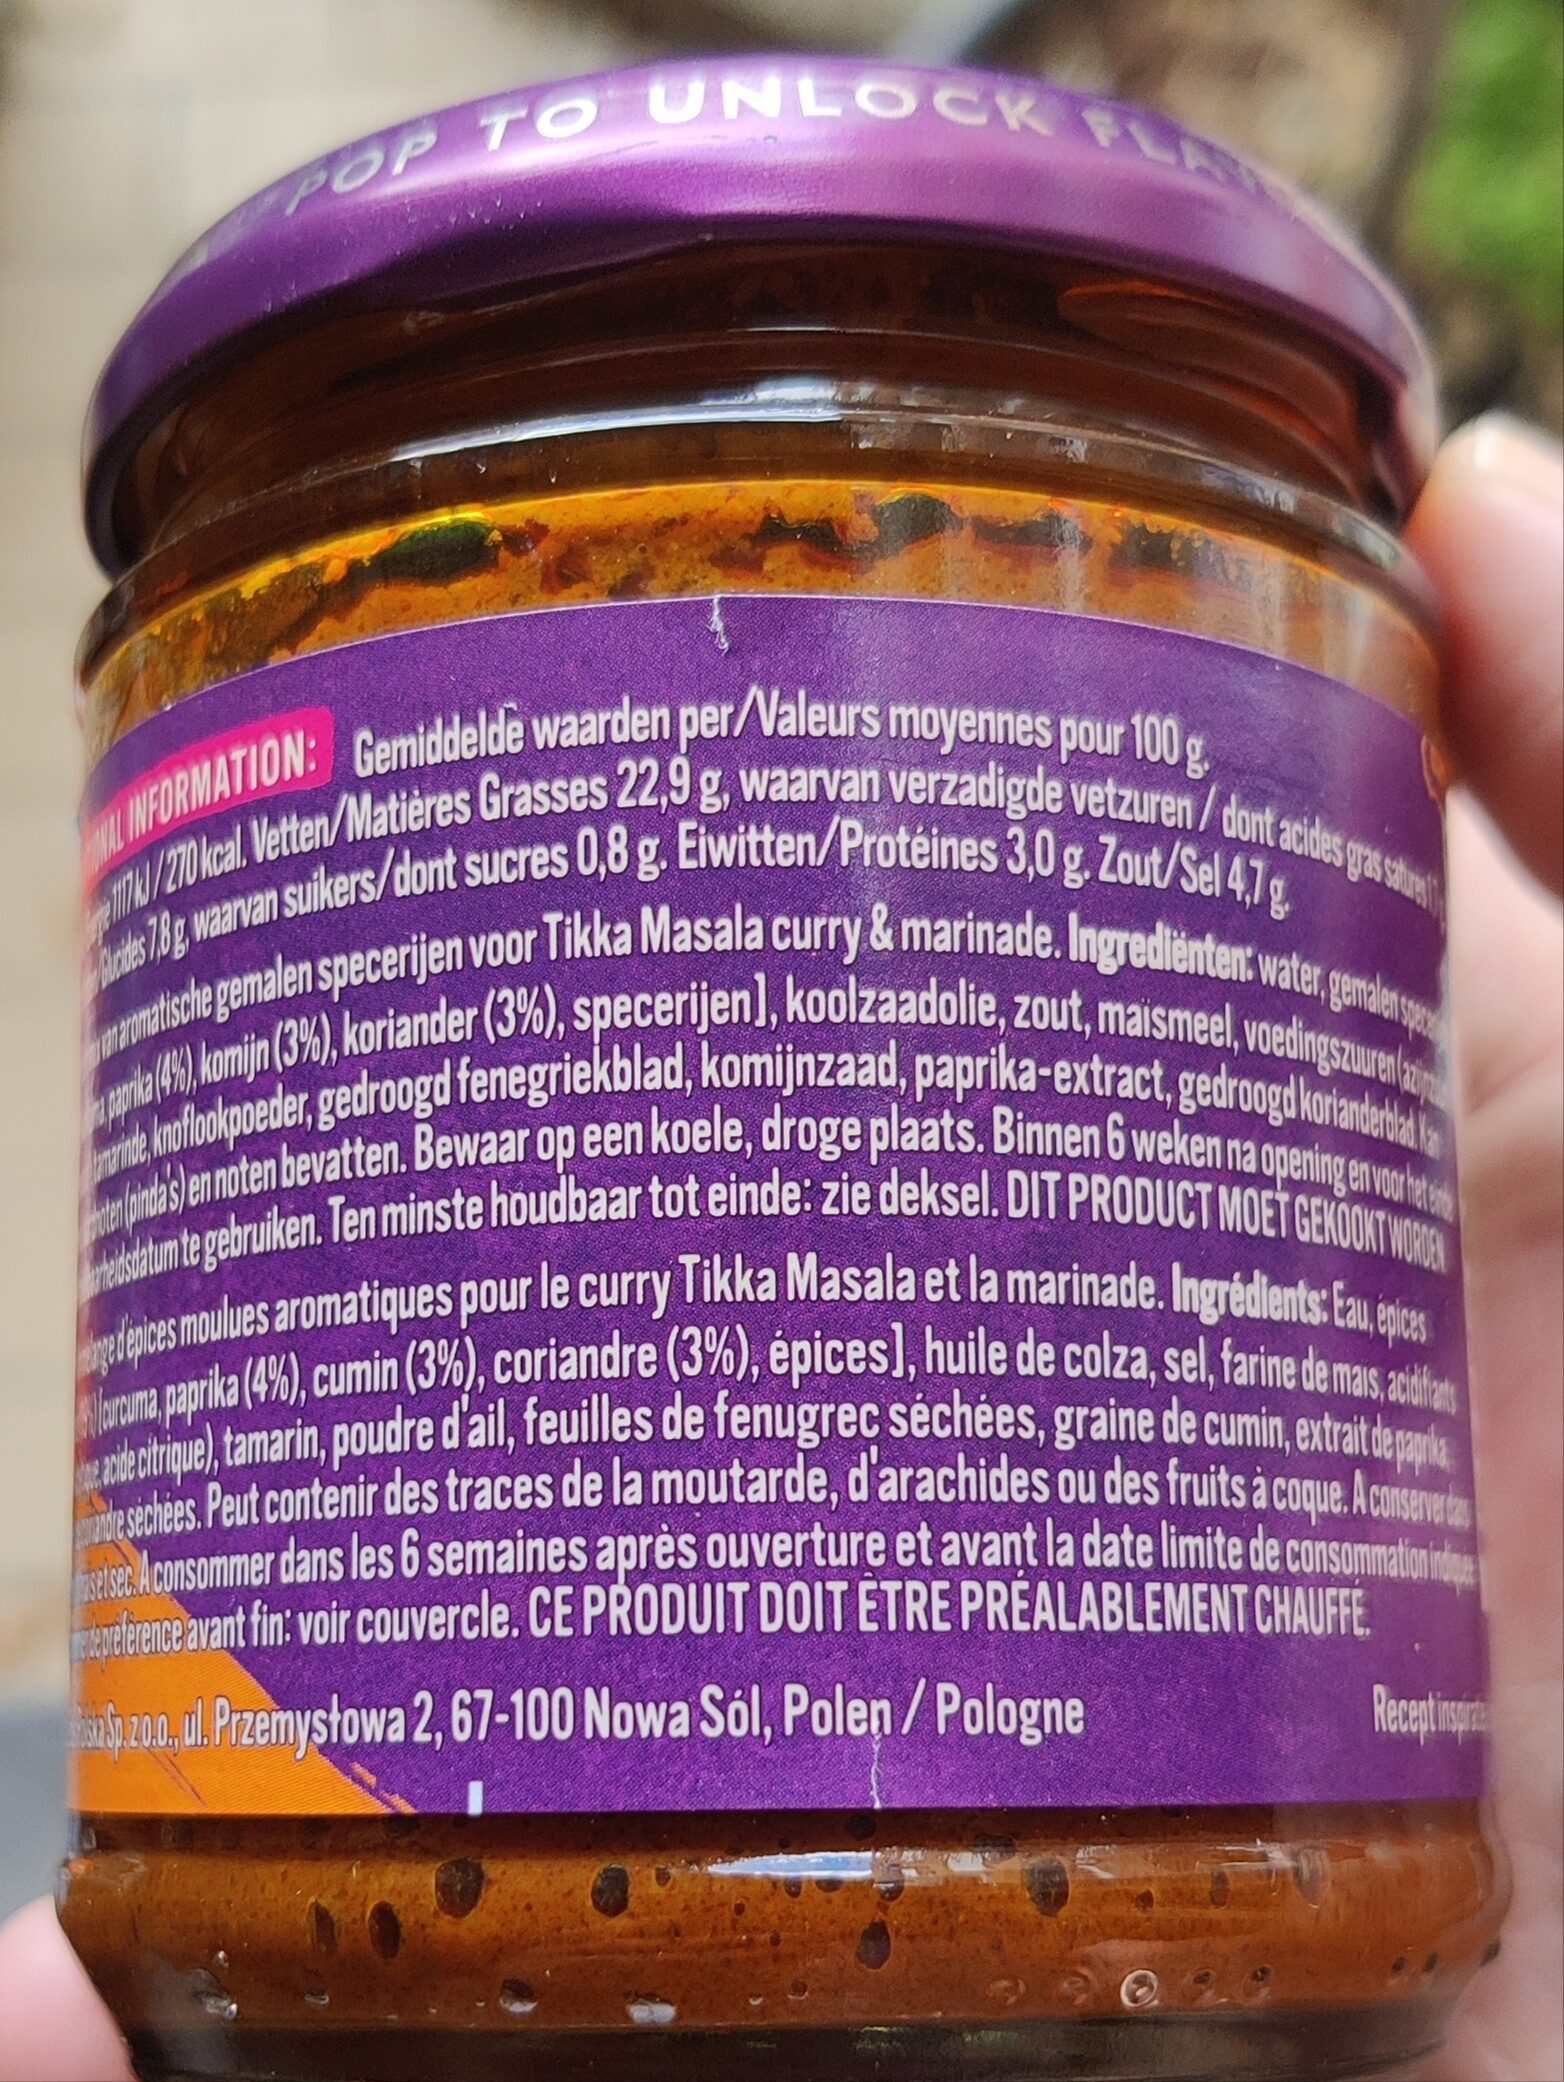 POP TO UNLOCK
INFORMATION: Gemiddelde waarden per/Valeurs moyennes pour 100 g.
1117 kJ / 270 kcal. Vetten/Matières Grasses 22,9 g, waarvan verzadigde vetzuren / dont acides gras saturés
Glucides 7,8 g, waarvan suikers/dont sucres 0,8 g. Eiwitten/Protéines 3,0 g. Zout/Sel 4,7 g.
van aromatische gemalen specerijen voor Tikka Masala curry & marinade. Ingrediënten: water, gemalen
paprika (4%), komijn (3%), koriander (3%), specerijen], koolzaadolie, zout, maïsmeel, voedingszuuren
tamarinde, knoflookpoeder, gedroogd fenegriekblad, komijnzaad, paprika-extract, gedroogd korianderblad. Kan
(pinda's) en noten bevatten. Bewaar op een koele, droge plaats. Binnen 6 weken na opening en voor het
te gebruiken. Ten minste houdbaar tot einde: zie deksel. DIT PRODUCT MOET GEKOOKT WORDEN
d'épices moulues aromatiques pour le curry Tikka Masala et la marinade. Ingrédients: Eau, épices
[curcuma, paprika (4%), cumin (3%), coriandre (3%), épices], huile de colza, sel, farine de maïs, acidifiants
acide citrique), tamarin, poudre d'ail, feuilles de fenugrec séchées, graine de cumin, extrait de paprika,
séchées. Peut contenir des traces de la moutarde, d'arachides ou des fruits à coque. A conserver dans
et sec. A consommer dans les 6 semaines après ouverture et avant la date limite de consommation
préférence avant fin: voir couvercle. CE PRODUIT DOIT ÊTRE PRÉALABLEMENT CHAUFFÉ.
Sp. z o.o., ul. Przemysłowa 2, 67-100 Nowa Sól, Polen / Pologne
Recept